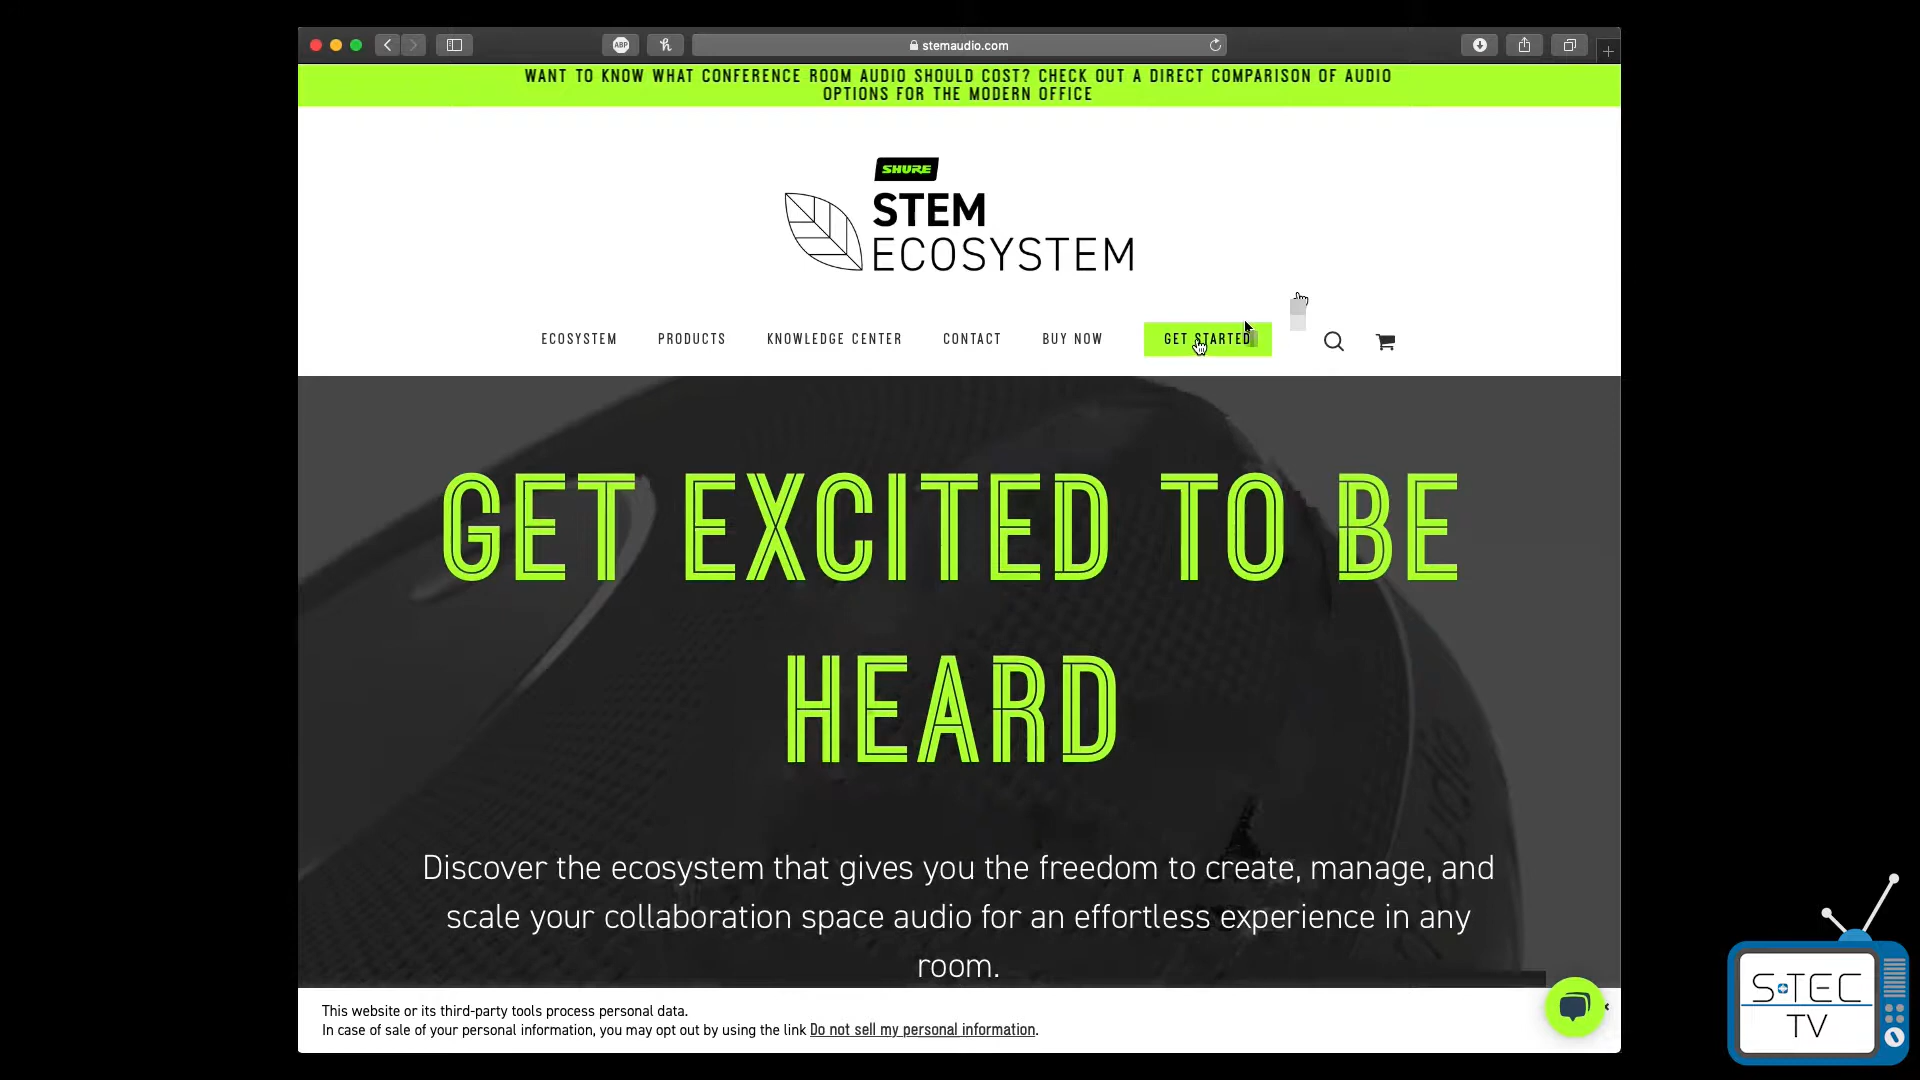 ABP
stemaudio.com
WANT TO KNOW WHAT CONFERENCE ROOM AUDIO SHOULD COST? CHECK OUT A DIRECT COMPARISON OF AUDIO
OPTIONS FOR THE MODERN OFFICE
SHURE
STEM
ECOSYSTEM
ECOSYSTEM PRODUCTS KNOWLEDGE CENTER CONTACT BUY NOW GET STARTED
GET EXCITED TO BE
HEARD
Discover the ecosystem that gives you the freedom to create, manage, and
scale your collaboration space audio for an effortless experience in any
room.
This website or its third-party tools process personal data.
In case of sale of your personal information, you may opt out by using the link Do not sell my personal information.
S-TEC
TV